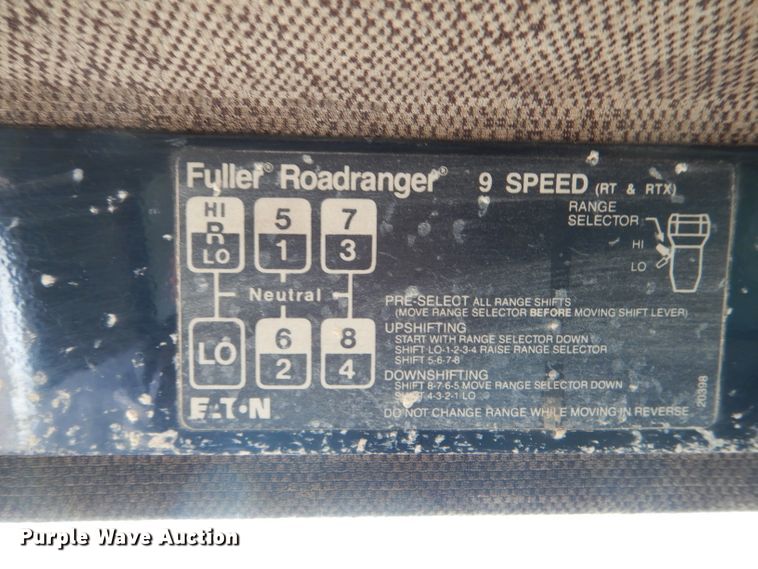 Fuller® Roadranger® 9 SPEED (RT & RTX)
HI 5 7
R
LO 1 3
RANGE
SELECTOR
HI
LO
Neutral
LO 6 8
2 4
PRE-SELECT ALL RANGE SHIFTS
(MOVE RANGE SELECTOR BEFORE MOVING SHIFT LEVER)
UPSHIFTING
START WITH RANGE SELECTOR DOWN
SHIFT LO-1-2-3-4 RAISE RANGE SELECTOR
SHIFT 5-6-7-8
DOWNSHIFTING
SHIFT 8-7-6-5 MOVE RANGE SELECTOR DOWN
SHIFT 4-3-2-1 LO
DO NOT CHANGE RANGE WHILE MOVING IN REVERSE
EATON
20398
Purple Wave Auction